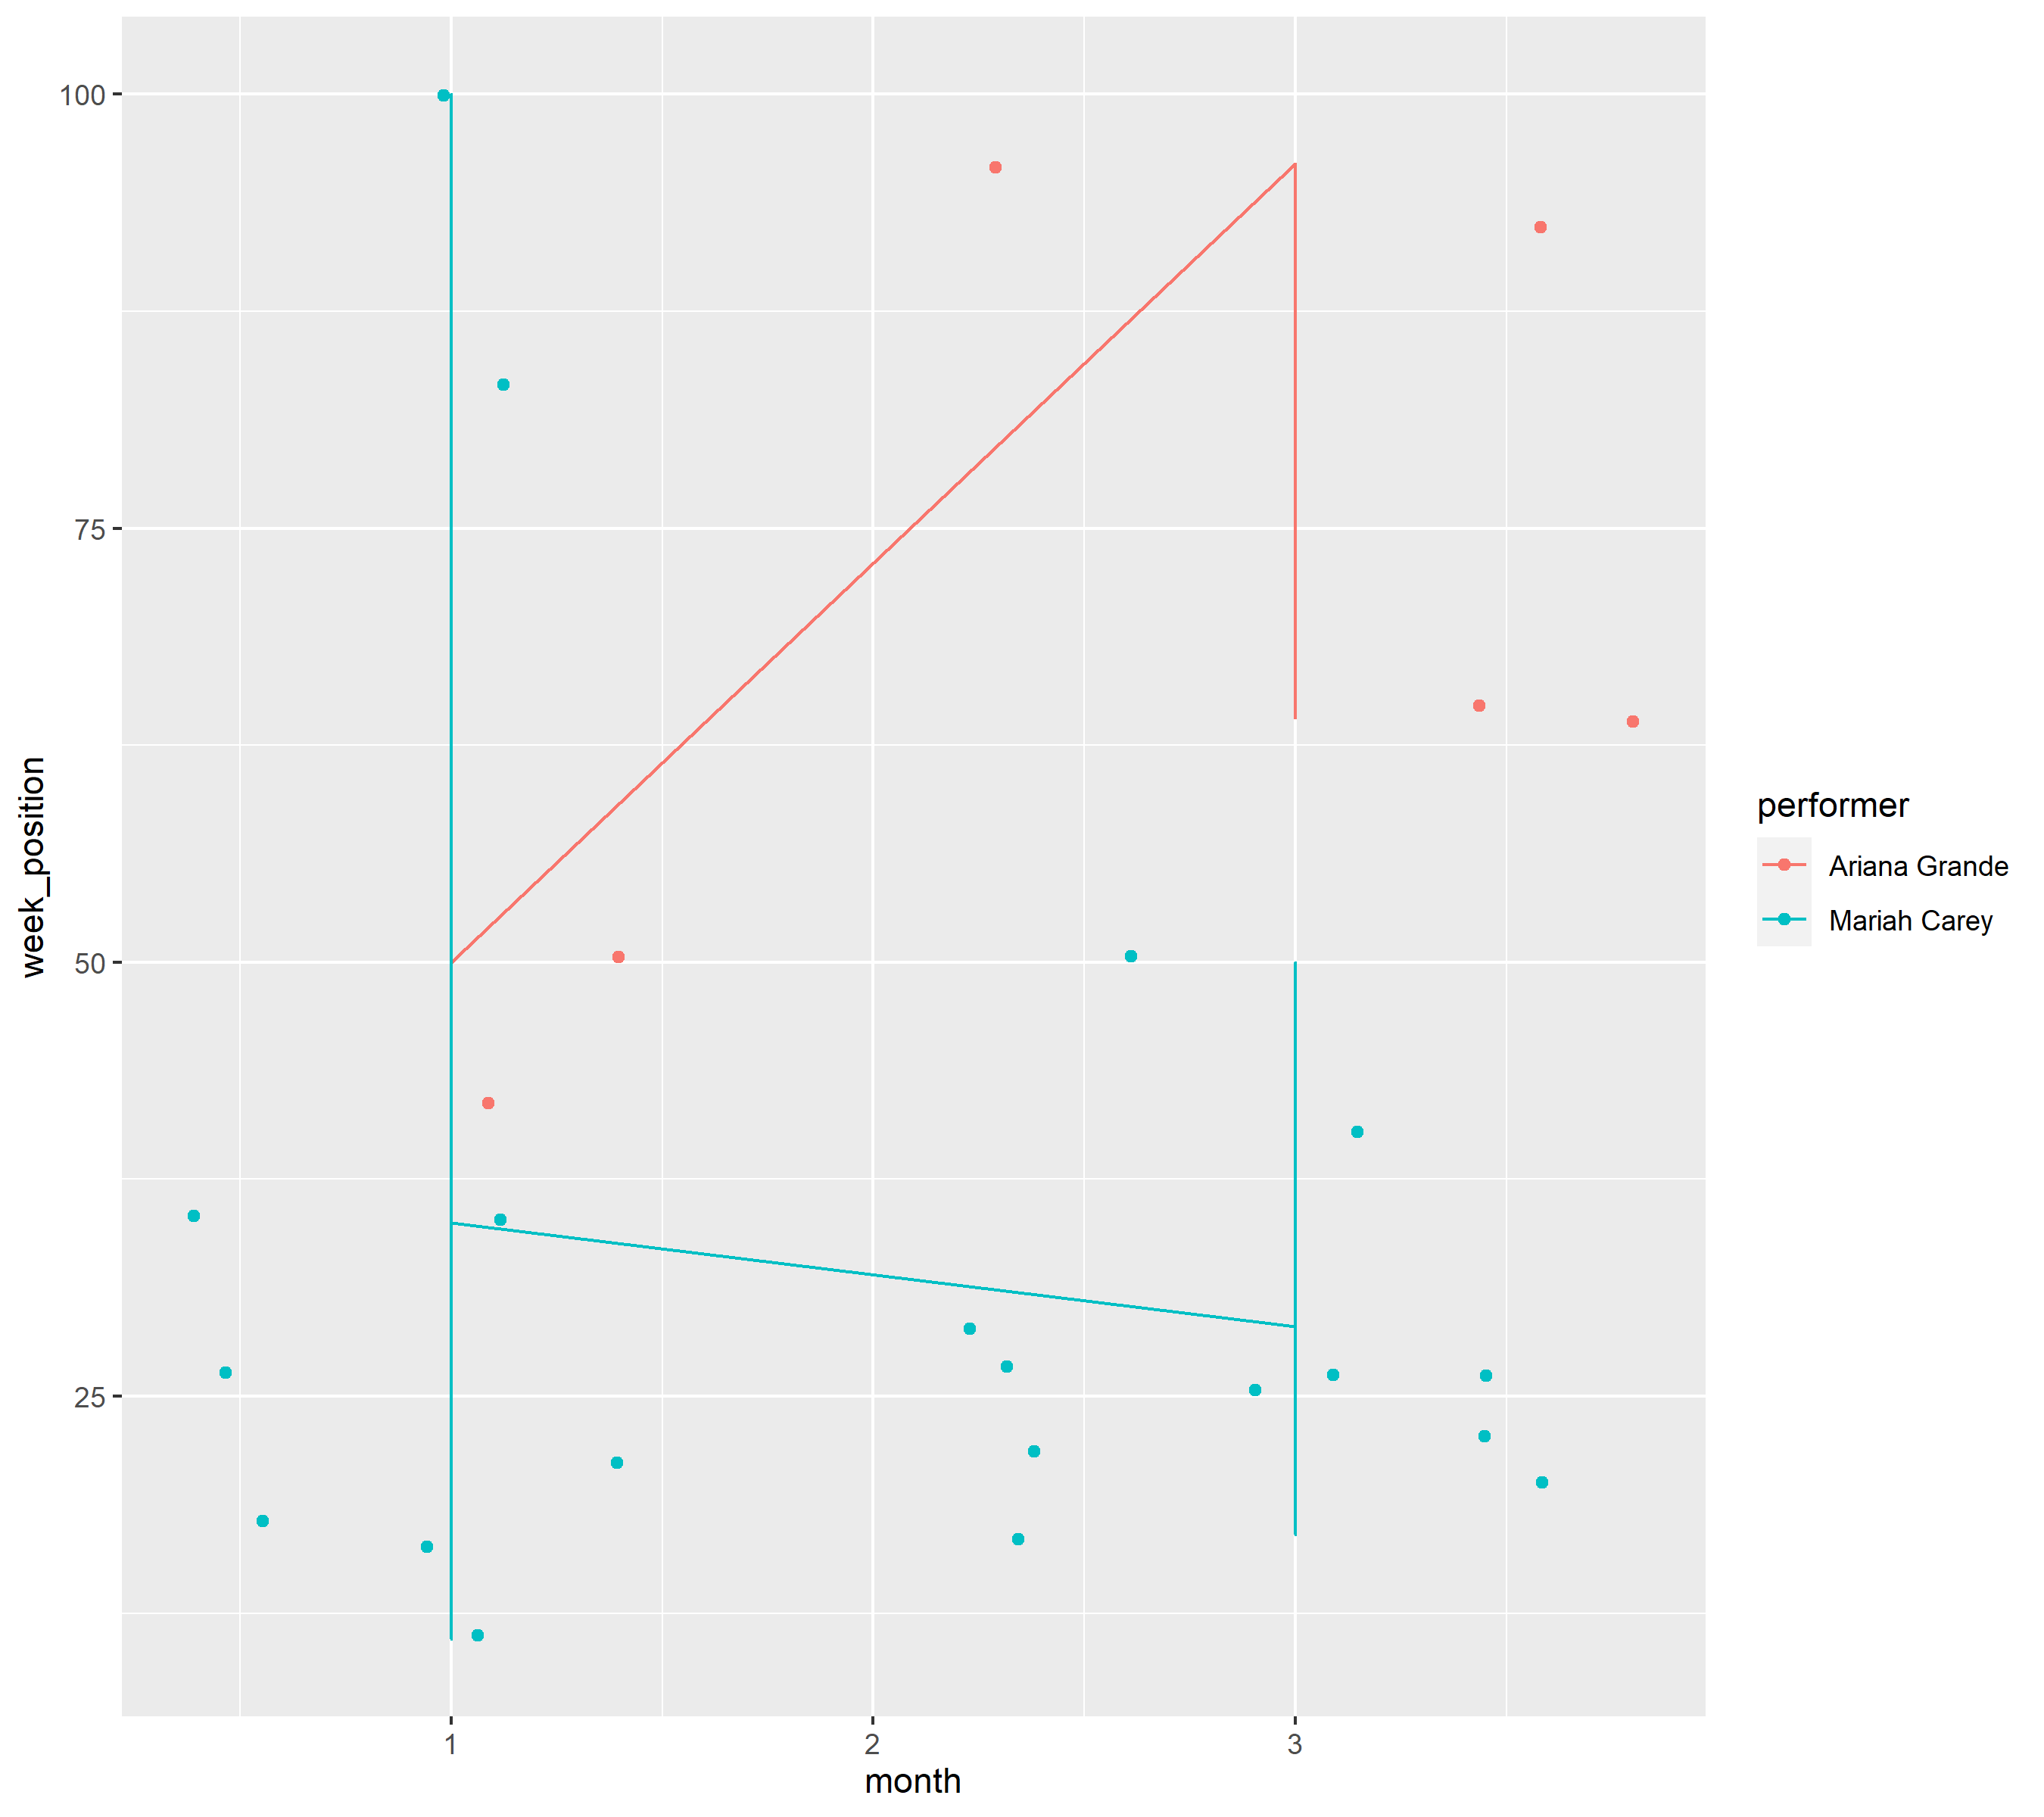 100
75
50
25
week_position
1
2
3
month
performer
Ariana Grande
Mariah Carey